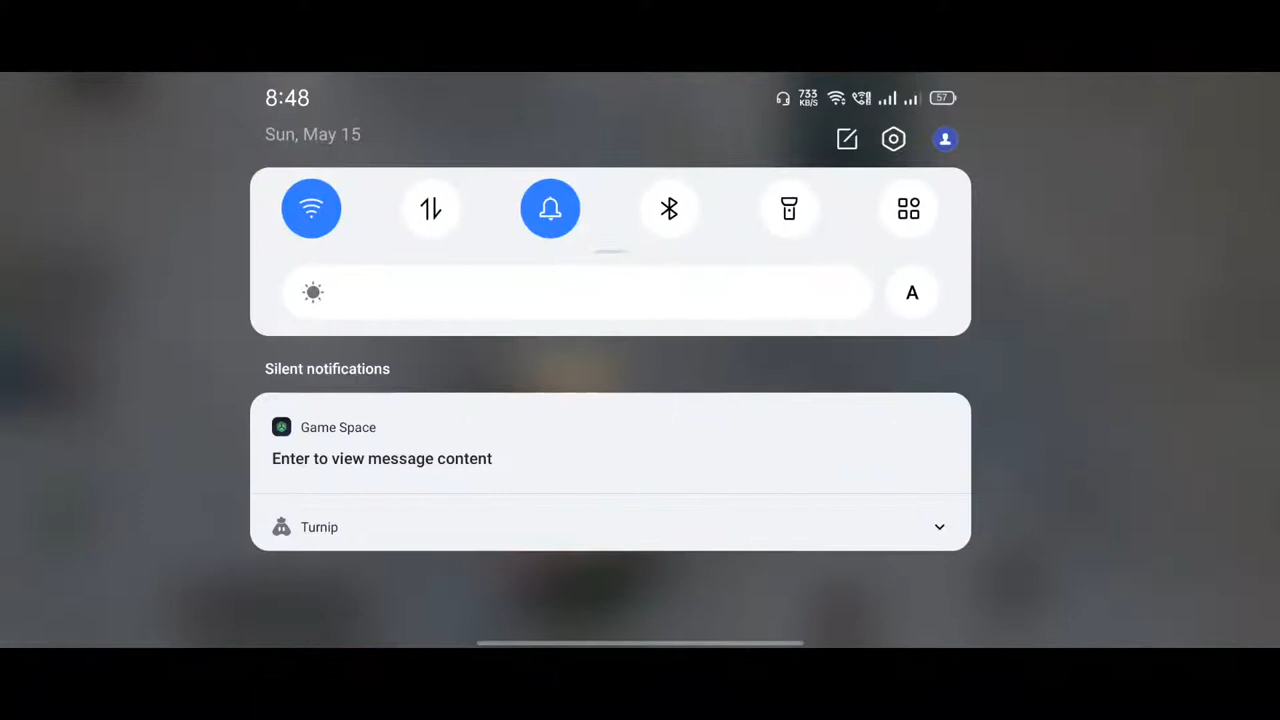 8:48
733
KB/S
57
Sun, May 15
A
Silent notifications
Game Space
Enter to view message content
Turnip